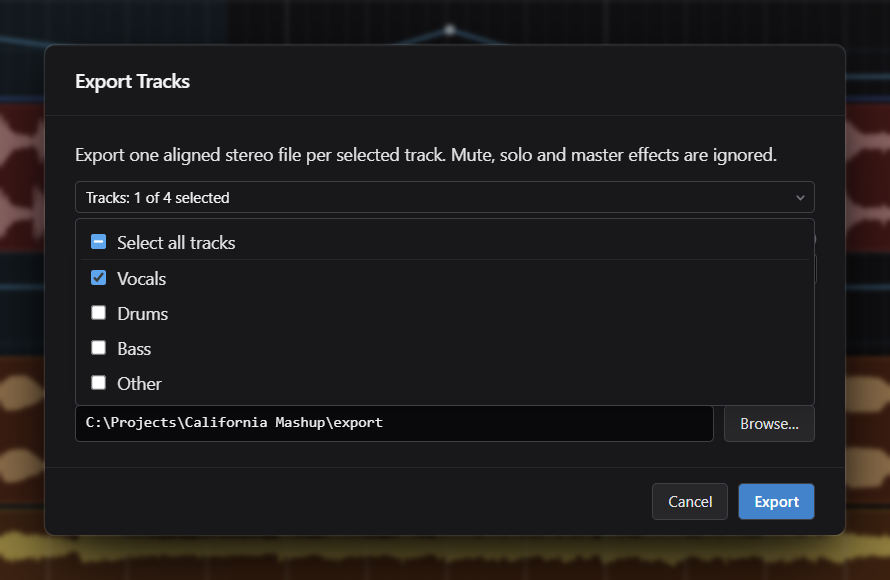 Export Tracks
Export one aligned stereo file per selected track. Mute, solo and master effects are ignored.
Tracks: 1 of 4 selected
Select all tracks
Vocals
Drums
Bass
Other
C:\Projects\California Mashup\export
Browse...
Cancel
Export